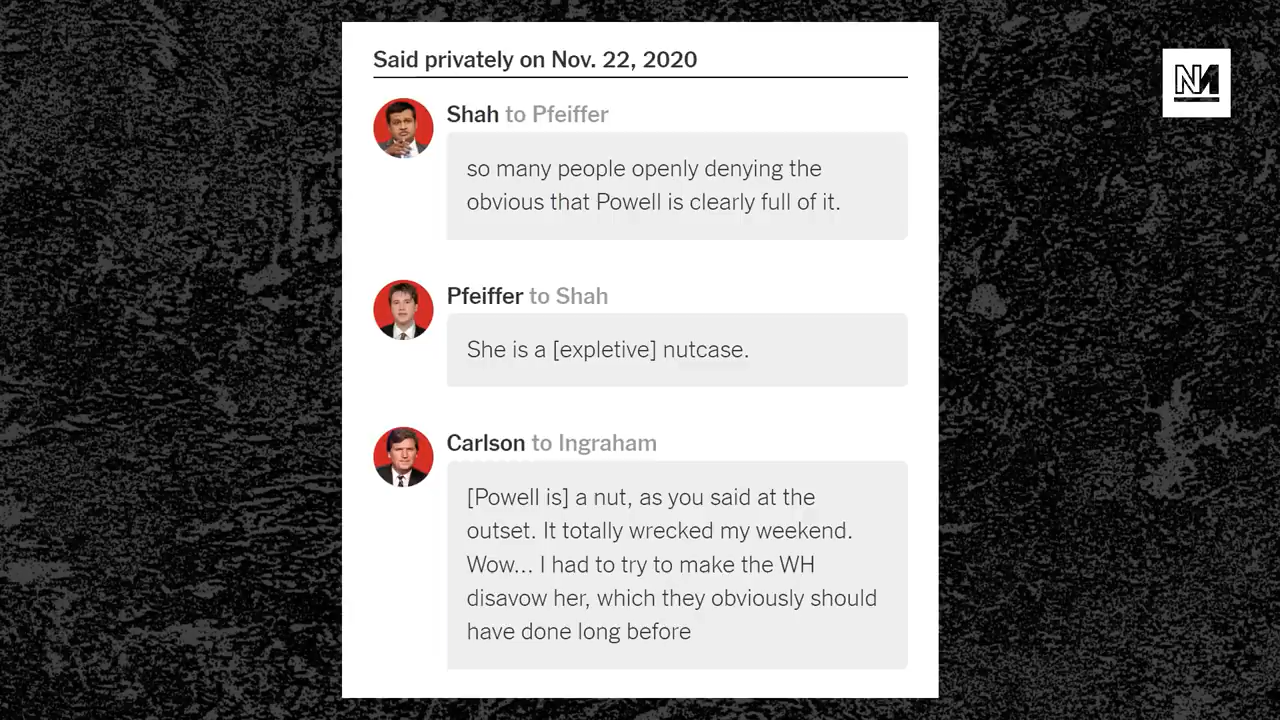 Said privately on Nov. 22, 2020
Shah to Pfeiffer
so many people openly denying the
obvious that Powell is clearly full of it.
Pfeiffer to Shah
She is a [expletive] nutcase.
Carlson to Ingraham
[Powell is] a nut, as you said at the
outset. It totally wrecked my weekend.
Wow... I had to try to make the WH
disavow her, which they obviously should
have done long before
NM